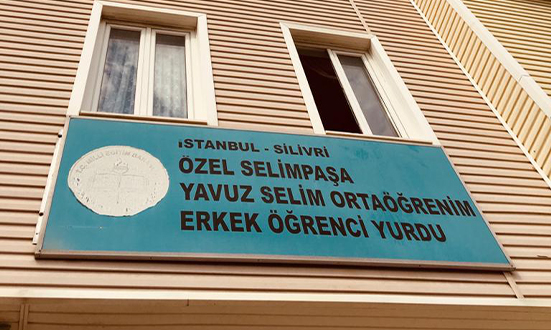 İSTANBUL - SİLİVRİ
ÖZEL SELİMPAŞA
YAVUZ SELİM ORTAÖĞRENİM
ERKEK ÖĞRENCİ YURDU